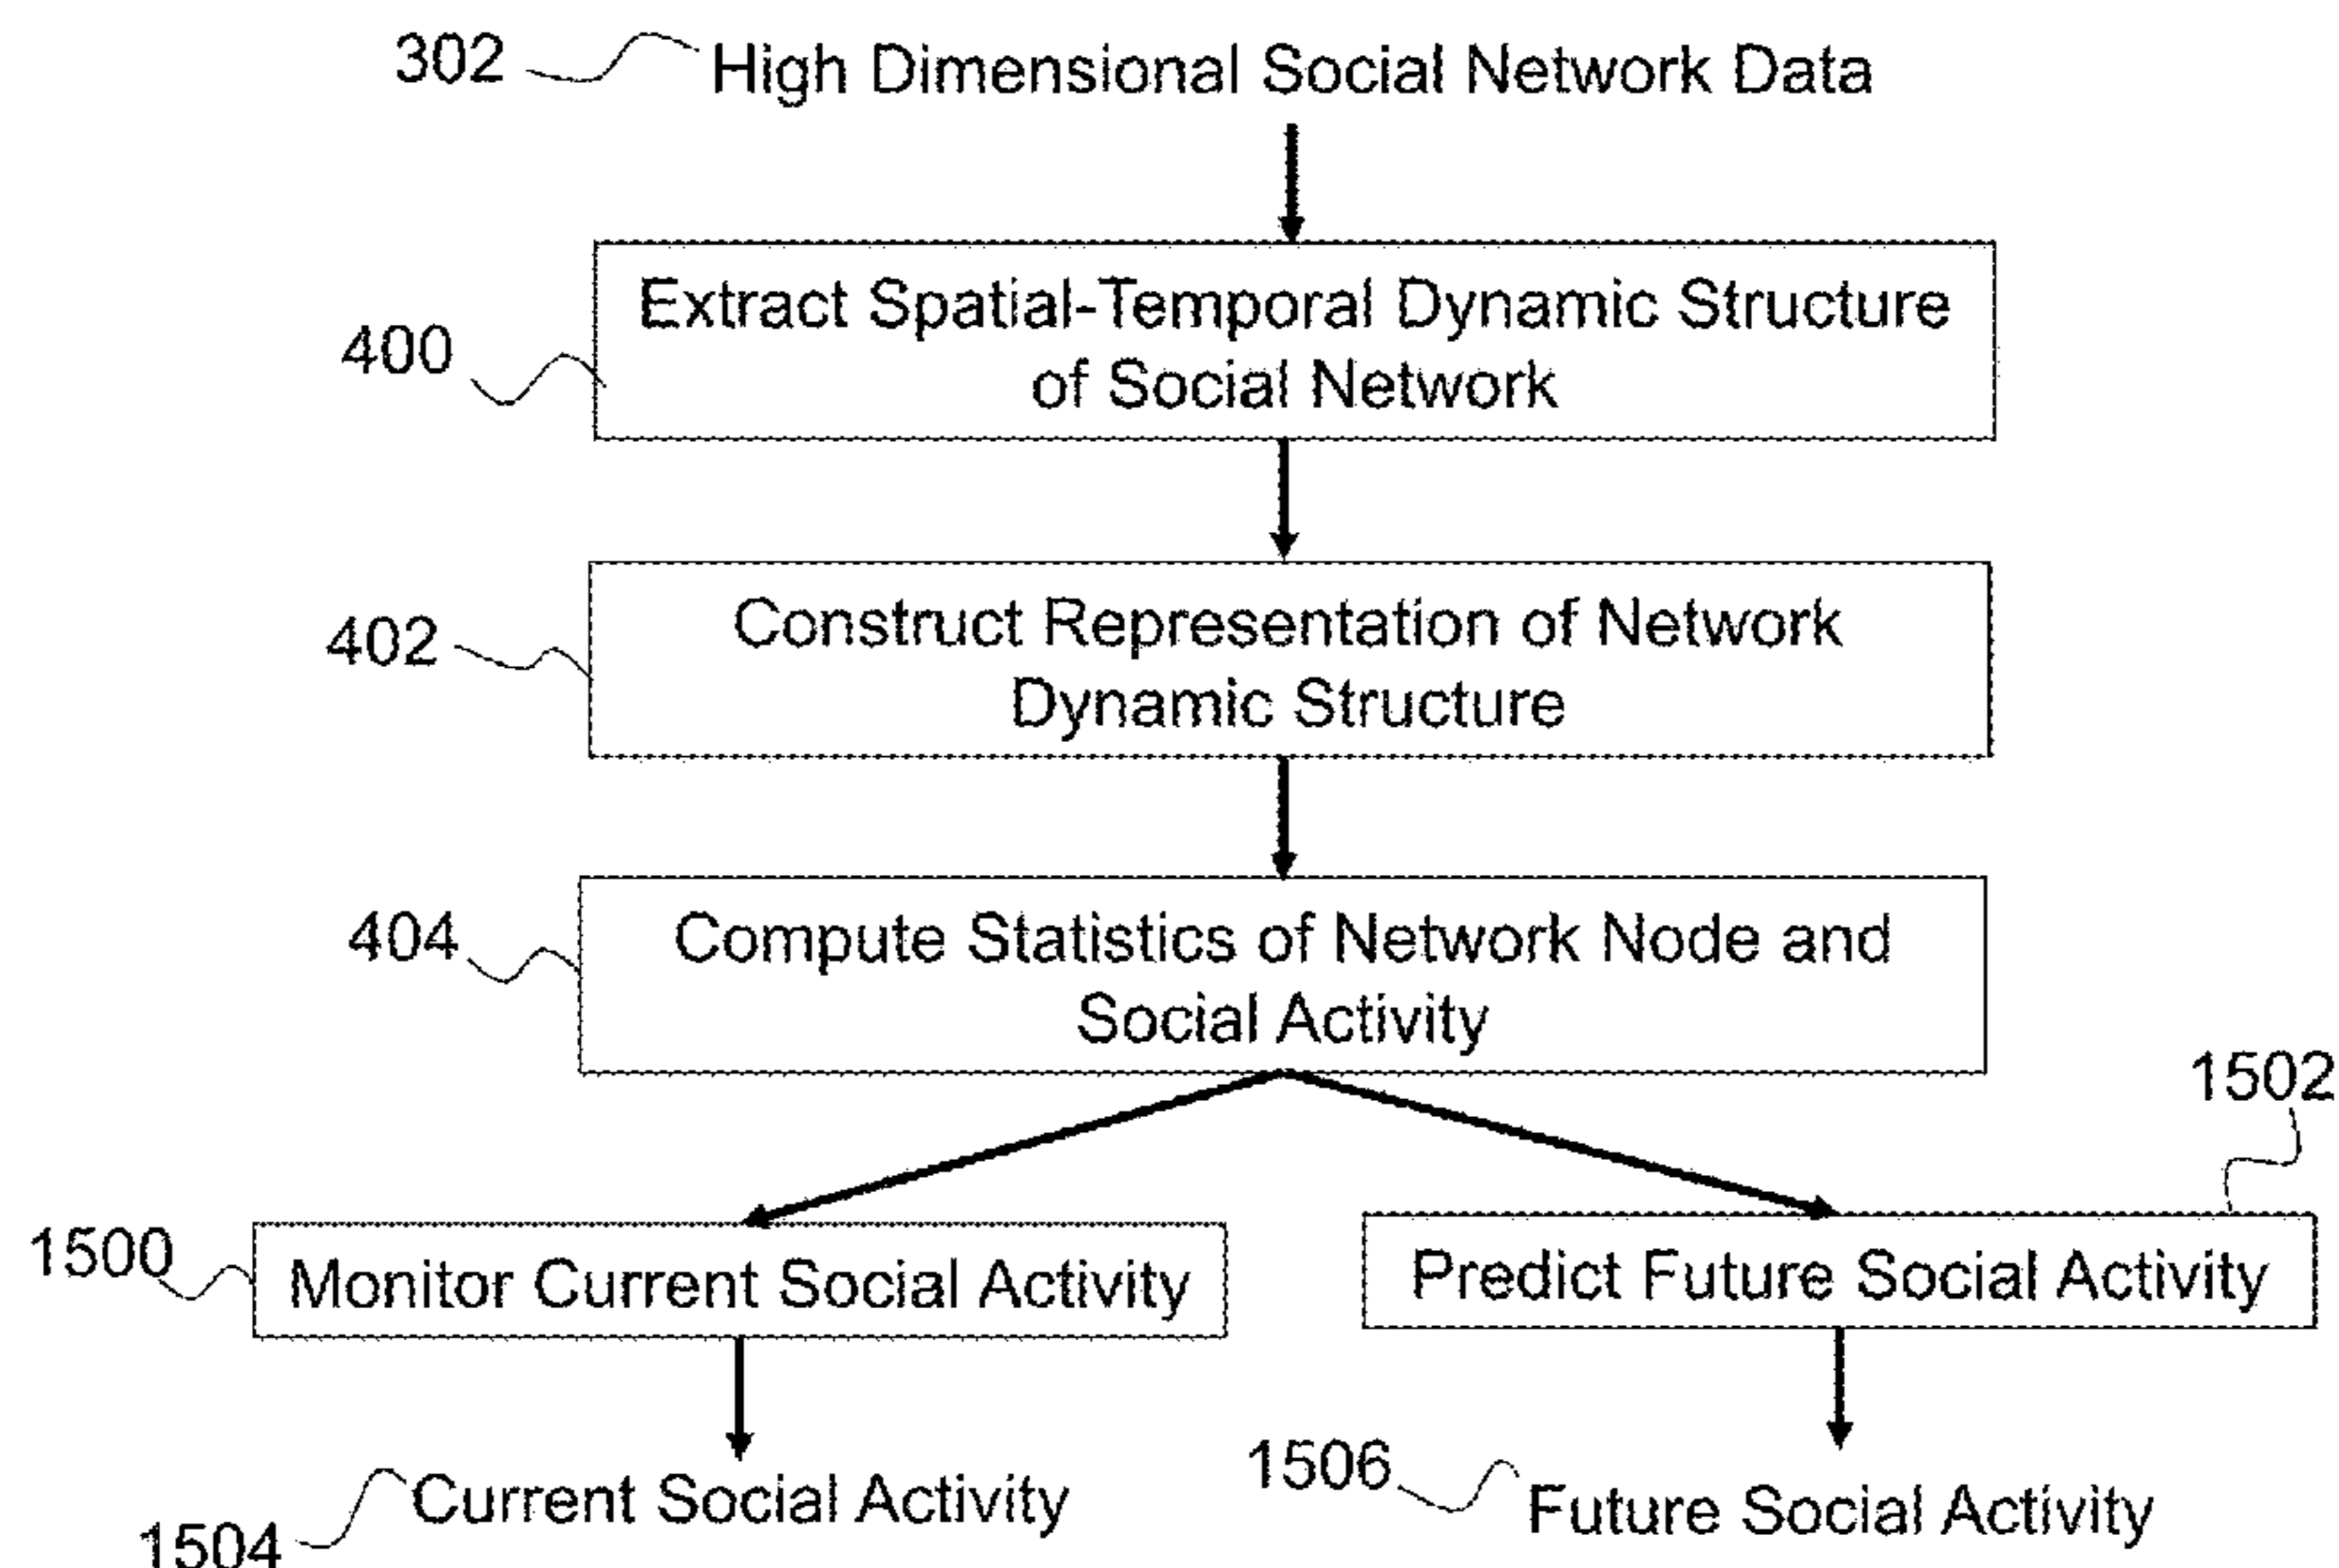 302 High Dimensional Social Network Data
Extract Spatial-Temporal Dynamic Structure
400
of Social Network
Construct Representation of Network
402
Dynamic Structure
404
Compute Statistics of Network Node and
Social Activity
1502
1500
Monitor Current Social Activity
Predict Future Social Activity
1506
Current Social Activity
Future Social Activity
1504